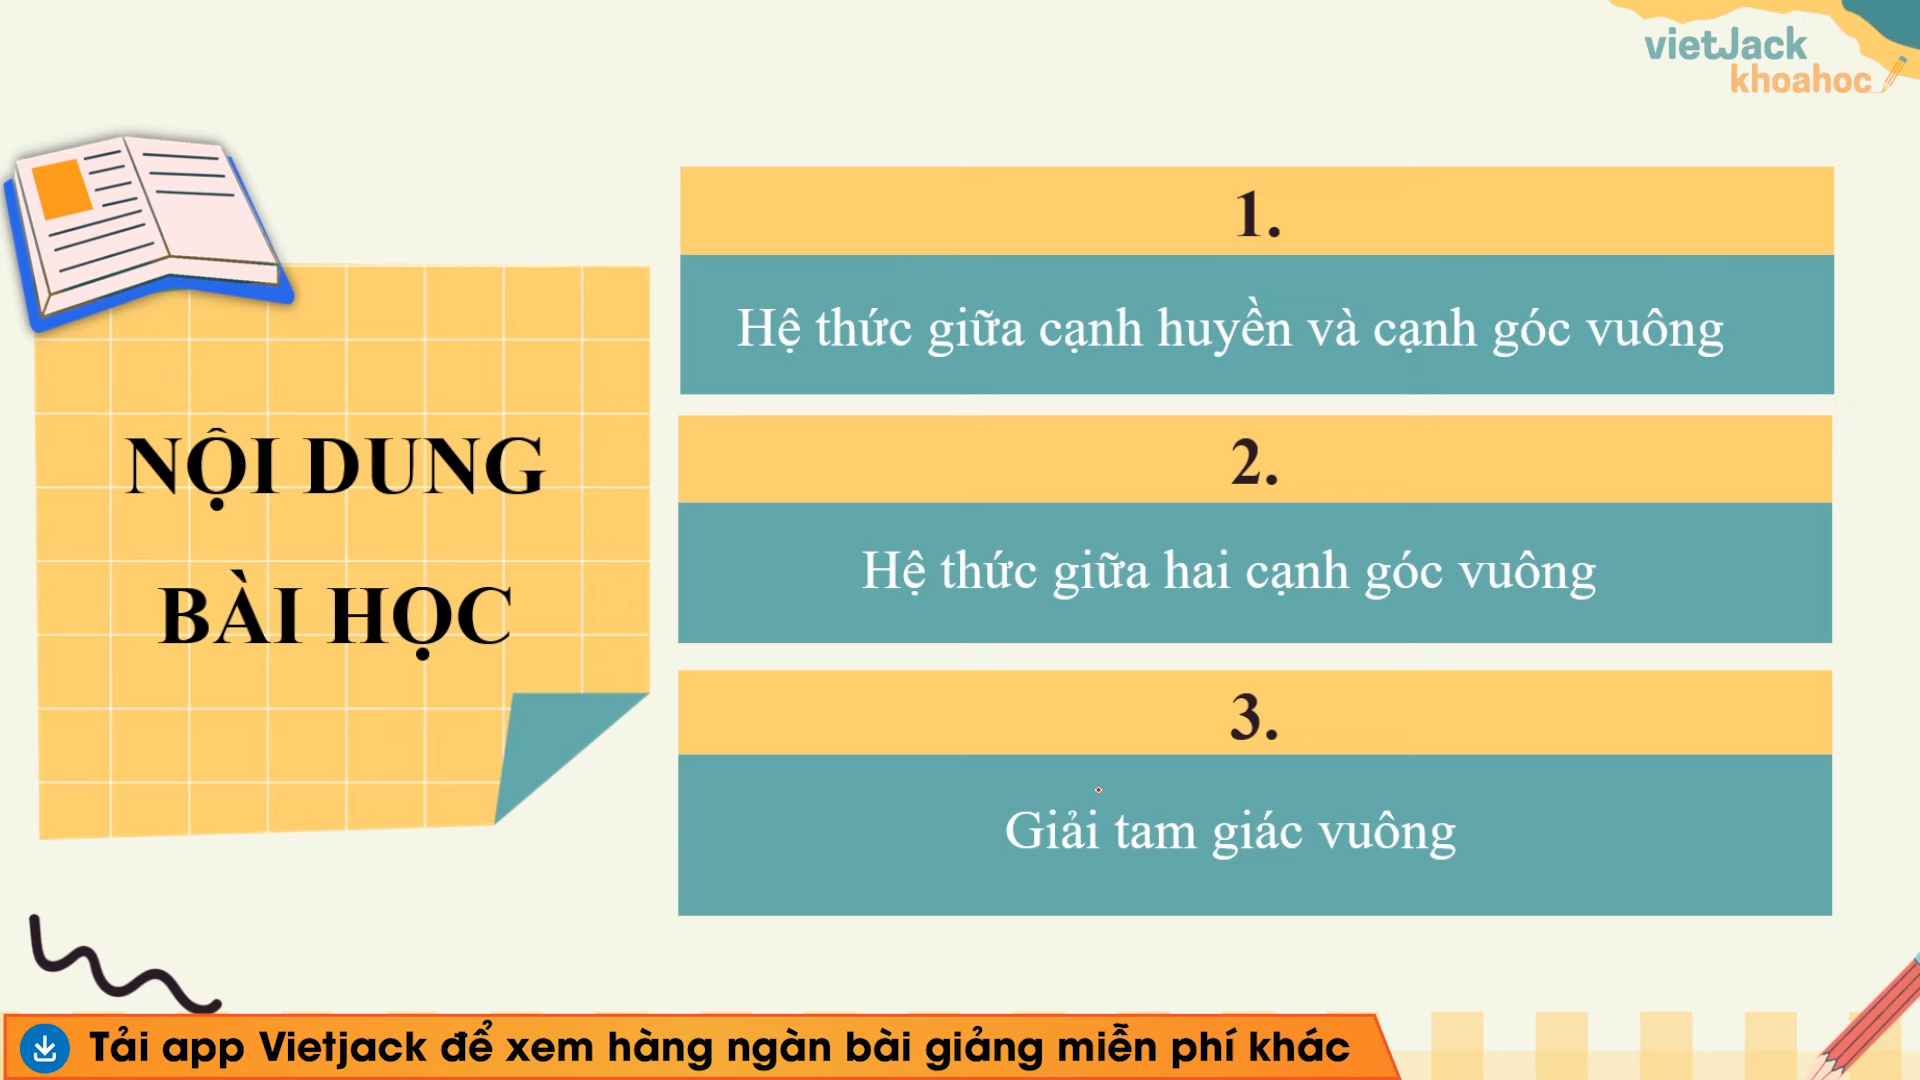 vietJack
khoahoc
NỘI DUNG
BÀI HỌC
1.
Hệ thức giữa cạnh huyền và cạnh góc vuông
2.
Hệ thức giữa hai cạnh góc vuông
3.
Giải tam giác vuông
Tải app Vietjack để xem hàng ngàn bài giảng miễn phí khác